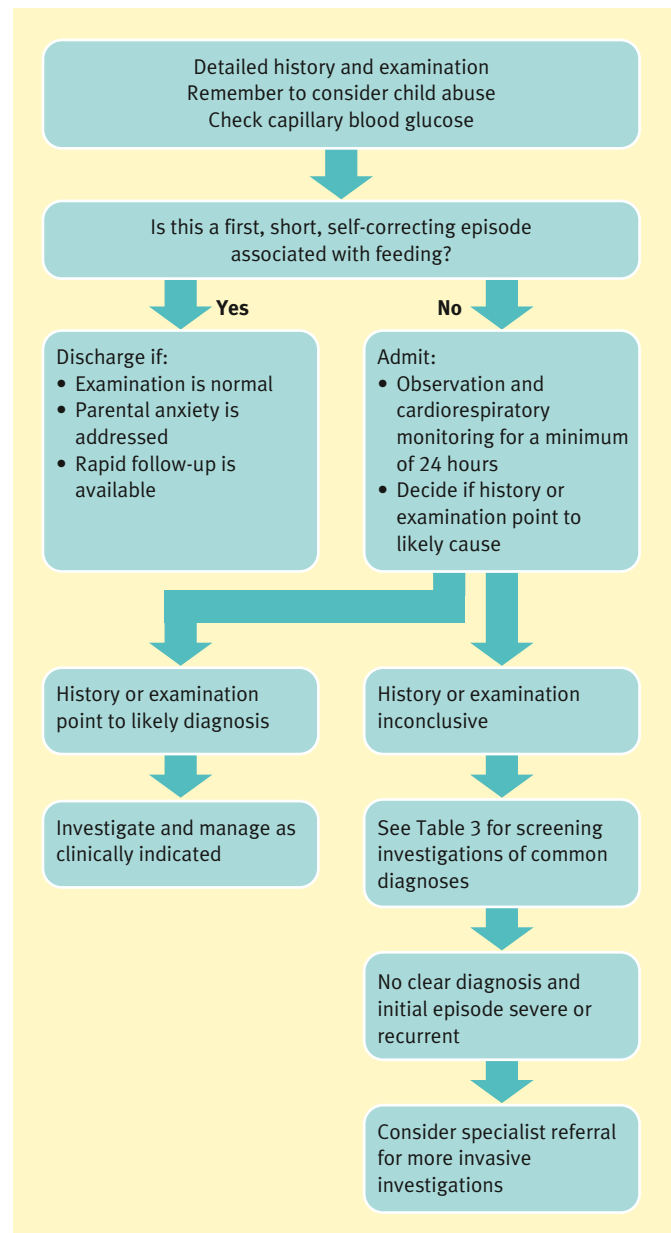 Detailed history and examination
Remember to consider child abuse
Check capillary blood glucose
Is this a first, short, self-correcting episode
associated with feeding?
Yes
No
Discharge if:
• Examination is normal
• Parental anxiety is
addressed
• Rapid follow-up is
available
Admit:
• Observation and
cardiorespiratory
monitoring for a minimum
of 24 hours
• Decide if history or
examination point to
likely cause
History or examination
point to likely diagnosis
History or examination
inconclusive
Investigate and manage as
clinically indicated
See Table 3 for screening
investigations of common
diagnoses
No clear diagnosis and
initial episode severe or
recurrent
Consider specialist referral
for more invasive
investigations